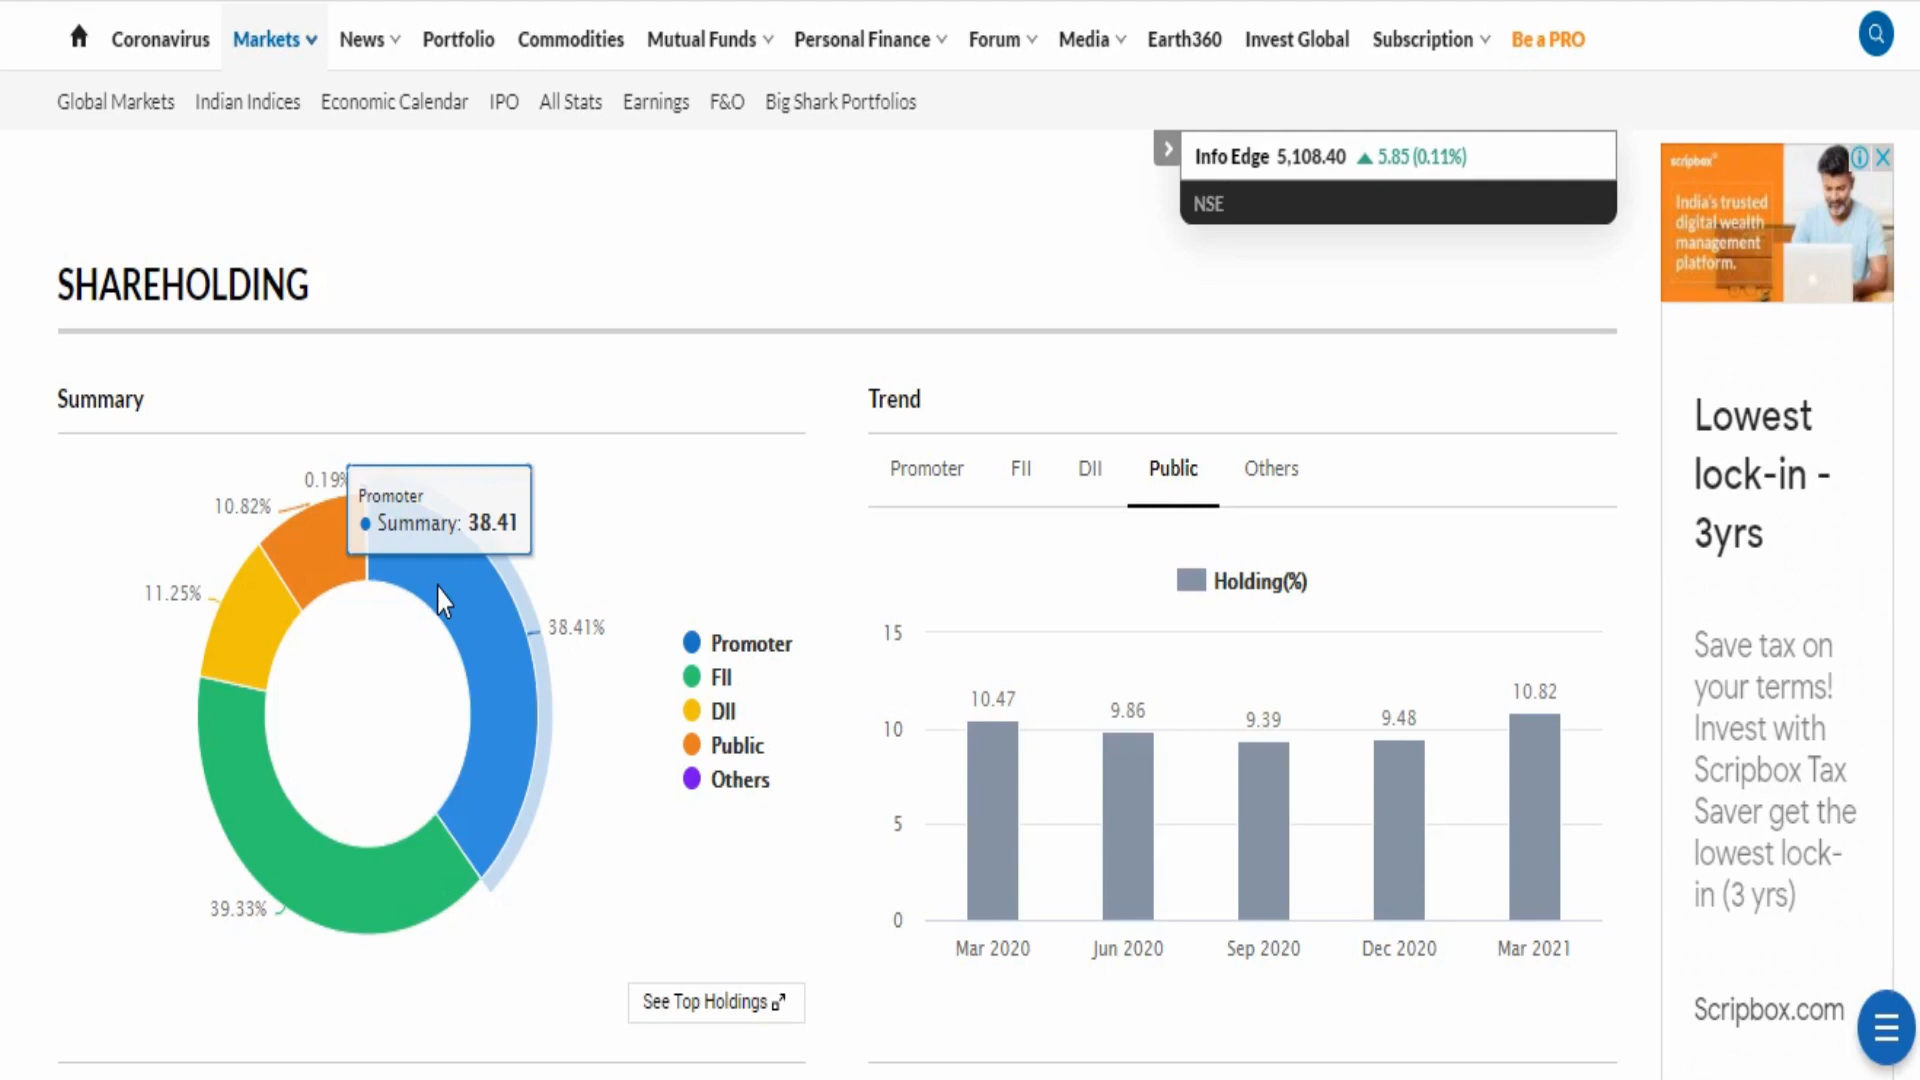 Coronavirus Markets News Portfolio Commodities Mutual Funds Personal Finance Forum Media Earth360 Invest Global Subscription Be a PRO
Global Markets Indian Indices Economic Calendar IPO All Stats Earnings F&O Big Shark Portfolios
Info Edge 5,108.40 ▲ 5.85 (0.11%)
NSE
SHAREHOLDING
Summary
0.19%
10.82%
Promoter
Summary: 38.41
11.25%
38.41%
39.33%
Promoter
FII
DII
Public
Others
See Top Holdings
Trend
Promoter FII DII Public Others
Holding(%)
15
10
5
0
10.47
9.86
9.39
9.48
10.82
Mar 2020 Jun 2020 Sep 2020 Dec 2020 Mar 2021
scripbox
India's trusted
digital wealth
management
platform.
Lowest
lock-in -
3yrs
Save tax on
your terms!
Invest with
Scripbox Tax
Saver get the
lowest lock-
in (3 yrs)
Scripbox.com